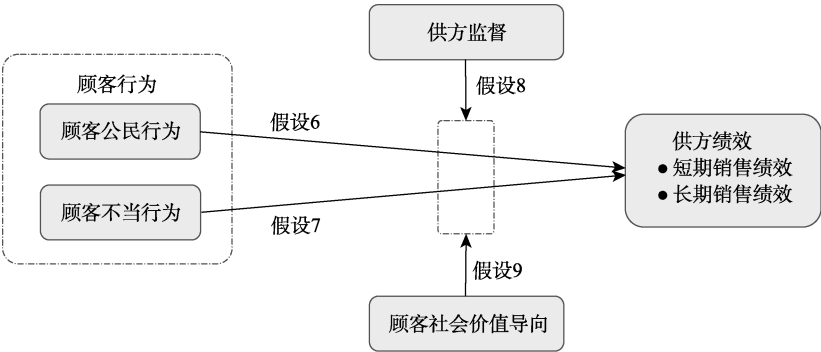 供方监督
假设8
顾客行为
顾客公民行为
假设6
供方绩效
● 短期销售绩效
● 长期销售绩效
顾客不当行为
假设7
假设9
顾客社会价值导向